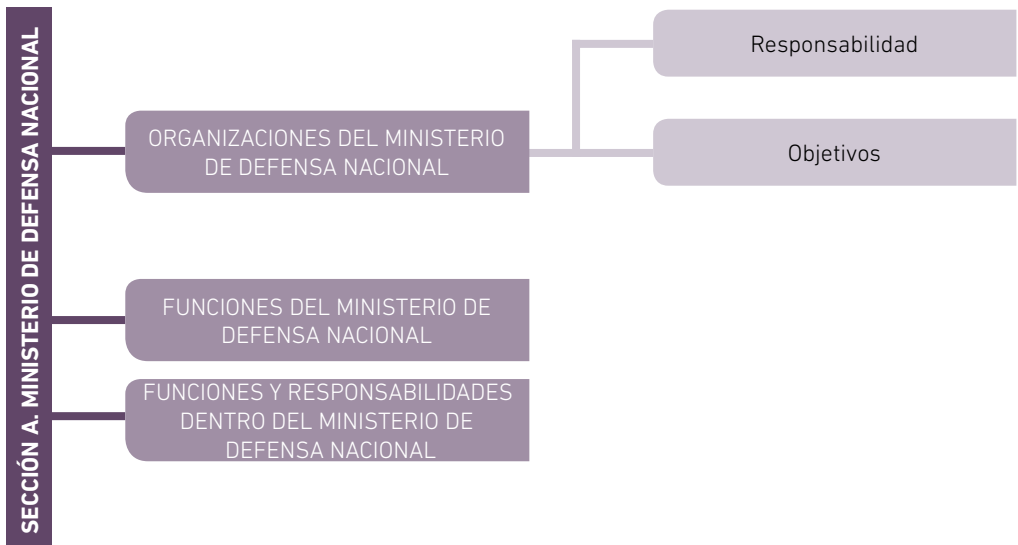 SECCIÓN A. MINISTERIO DE DEFENSA NACIONAL
ORGANIZACIONES DEL MINISTERIO
DE DEFENSA NACIONAL
Responsabilidad
Objetivos
FUNCIONES DEL MINISTERIO DE
DEFENSA NACIONAL
FUNCIONES Y RESPONSABILIDADES
DENTRO DEL MINISTERIO DE
DEFENSA NACIONAL